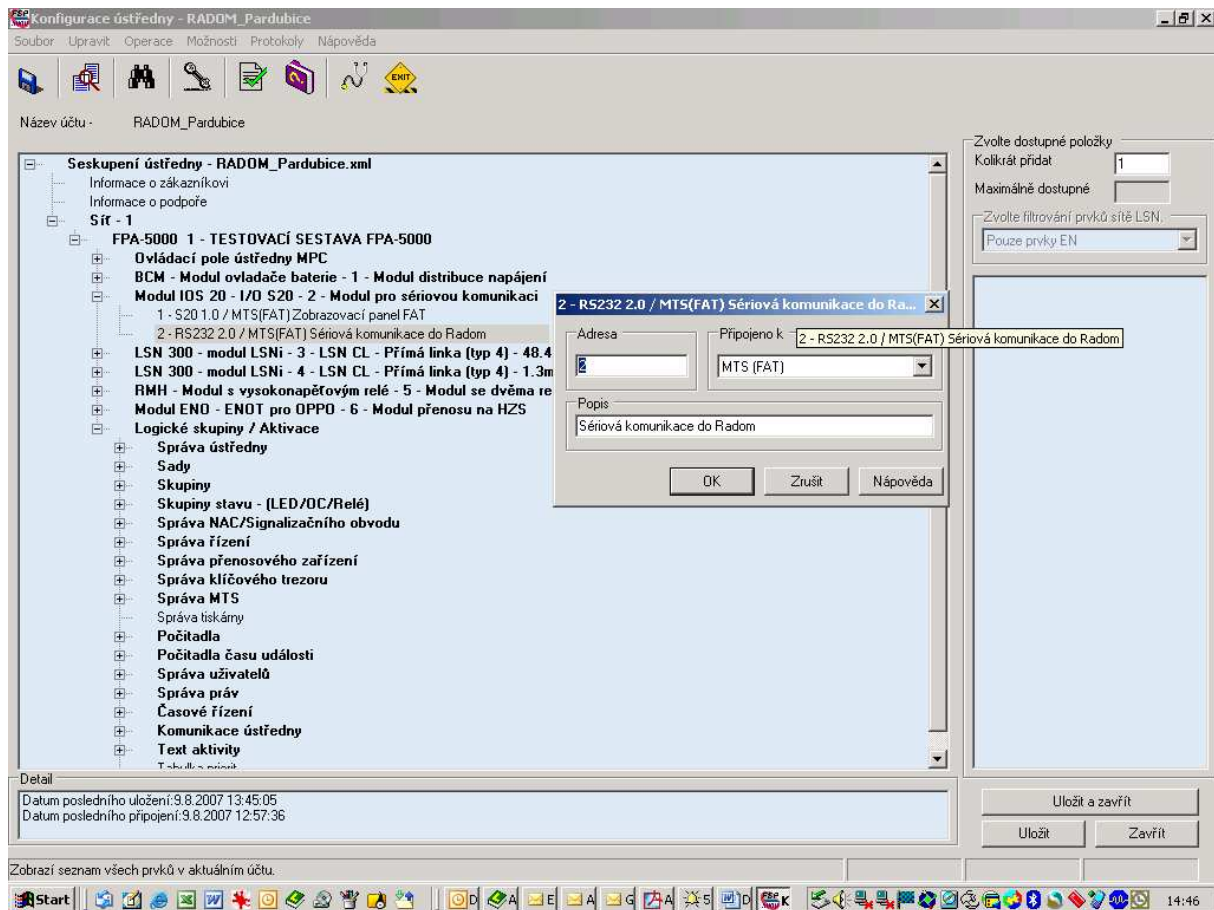 Konfigurace ústředny - RADOM_Pardubice
Soubor Upravit Operace Možnosti Protokoly Nápověda
EXIT
Název účtu - RADOM_Pardubice
Seskupení ústředny - RADOM_Pardubice.xml
Informace o zákazníkovi
Informace o podpoře
Síť - 1
FPA-5000 1 - TESTOVACÍ SESTAVA FPA-5000
Ovládací pole ústředny MPC
BCM - Modul ovladače baterie - 1 - Modul distribuce napájení
Modul IOS 20 - I/O S20 - 2 - Modul pro sériovou komunikaci
1 - S20 1.0 / MTS(FAT) Zobrazovací panel FAT
2 - RS232 2.0 / MTS(FAT) Sériová komunikace do Radom
LSN 300 - modul LSNi - 3 - LSN CL - Přímá linka (typ 4) - 48.4
LSN 300 - modul LSNi - 4 - LSN CL - Přímá linka (typ 4) - 1.3m
RMH - Modul s vysokonapěťovým relé - 5 - Modul se dvěma re
Modul ENO - ENOT pro OPPO - 6 - Modul přenosu na HZS
Logické skupiny / Aktivace
Správa ústředny
Sady
Skupiny
Skupiny stavu - (LED/OC/Relé)
Správa NAC/Signalizačního obvodu
Správa řízení
Správa přenosového zařízení
Správa klíčového trezoru
Správa MTS
Správa tiskárny
Počitadla
Počitadla času události
Správa uživatelů
Správa práv
Časové řízení
Komunikace ústředny
Text aktivity
Tabulka priorit
2 - RS232 2.0 / MTS(FAT) Sériová komunikace do Ra...
Adresa
2
Připojeno k
2 - RS232 2.0 / MTS(FAT) Sériová komunikace do Radom
MTS (FAT)
Popis
Sériová komunikace do Radom
OK Zrušit Nápověda
Zvolte dostupné položky
Kolikrát přidat 1
Maximálně dostupné
Zvolte filtrování prvků sítě LSN.
Pouze prvky EN
Detail
Datum posledního uložení:9.8.2007 13:45:05
Datum posledního připojení:9.8.2007 12:57:36
Uložit a zavřít
Uložit Zavřít
Zobrazí seznam všech prvků v aktuálním účtu.
Start D A E A G A 5 D K 14:46